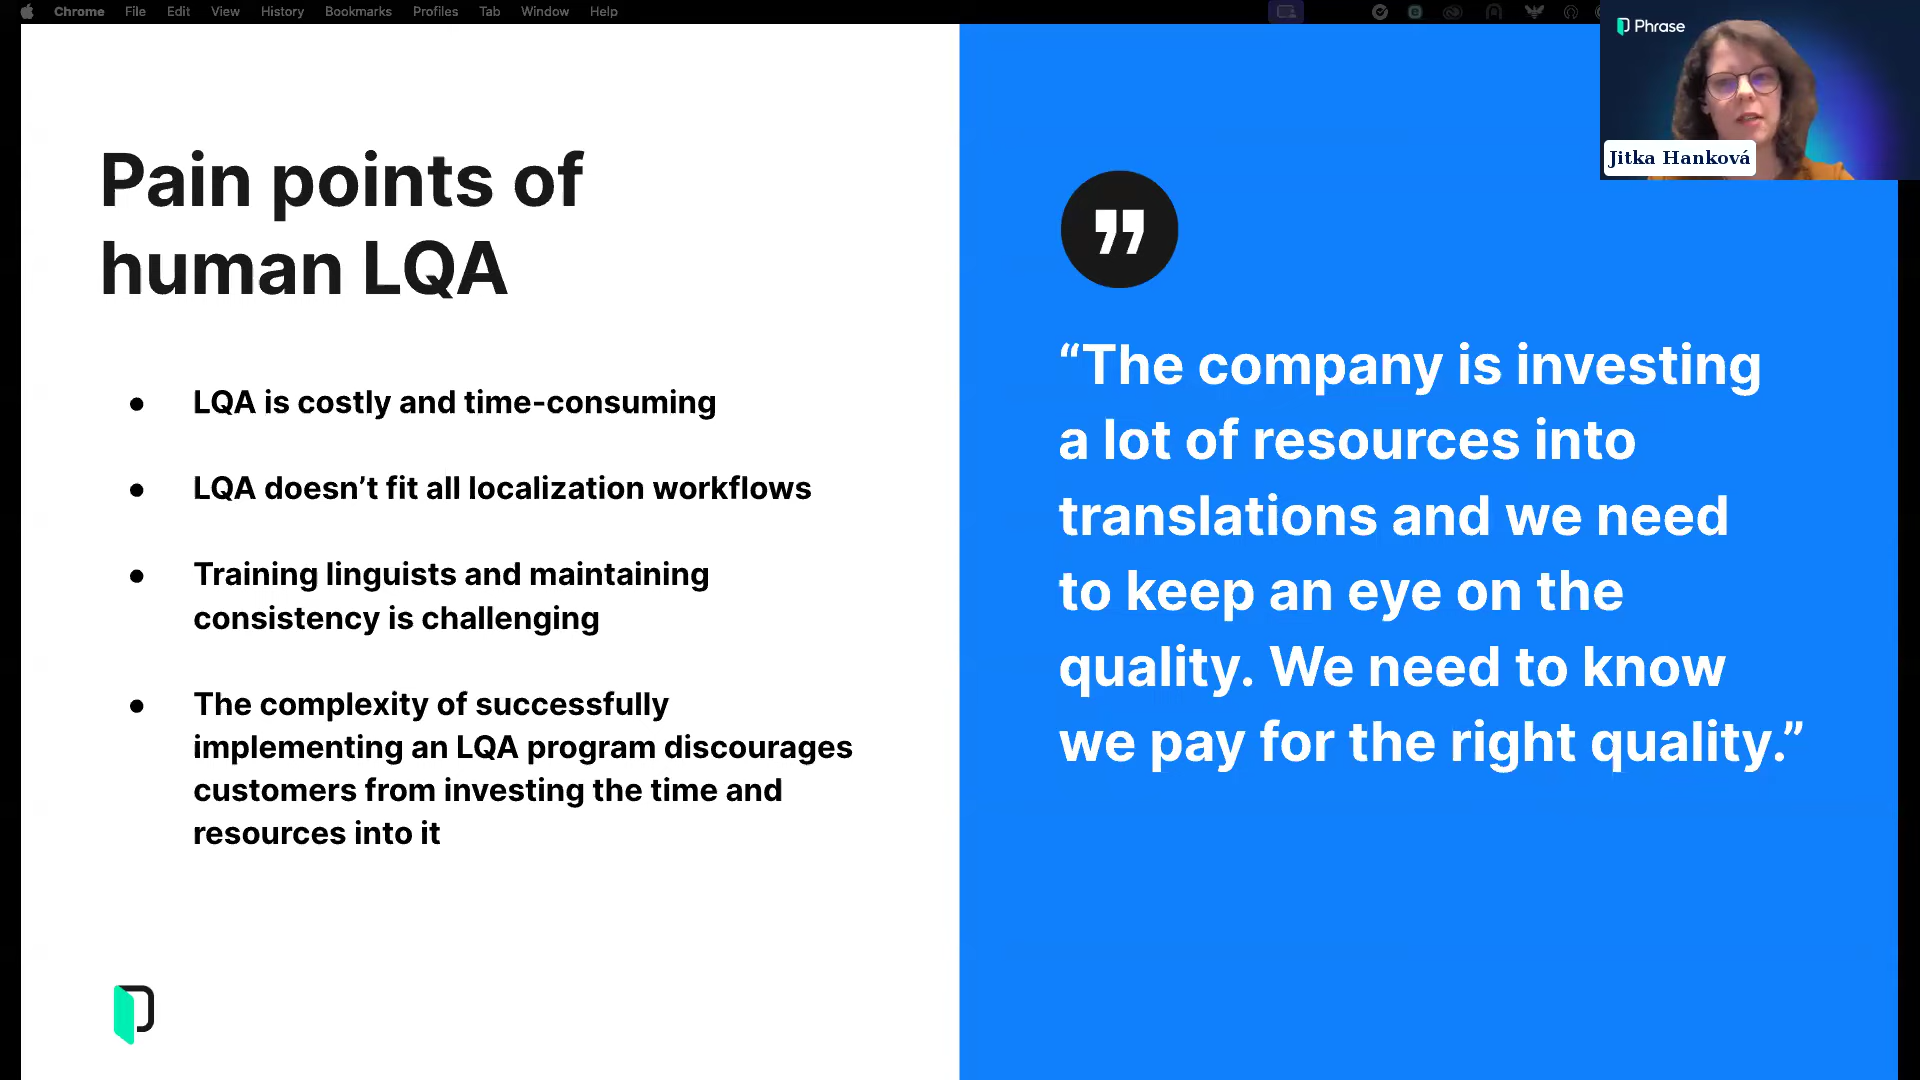 Chrome File Edit View History Bookmarks Profiles Tab Window Help
Phrase
Jitka Hanková
Pain points of
human LQA
● LQA is costly and time-consuming
● LQA doesn’t fit all localization workflows
● Training linguists and maintaining
consistency is challenging
● The complexity of successfully
implementing an LQA program discourages
customers from investing the time and
resources into it
“The company is investing
a lot of resources into
translations and we need
to keep an eye on the
quality. We need to know
we pay for the right quality.”